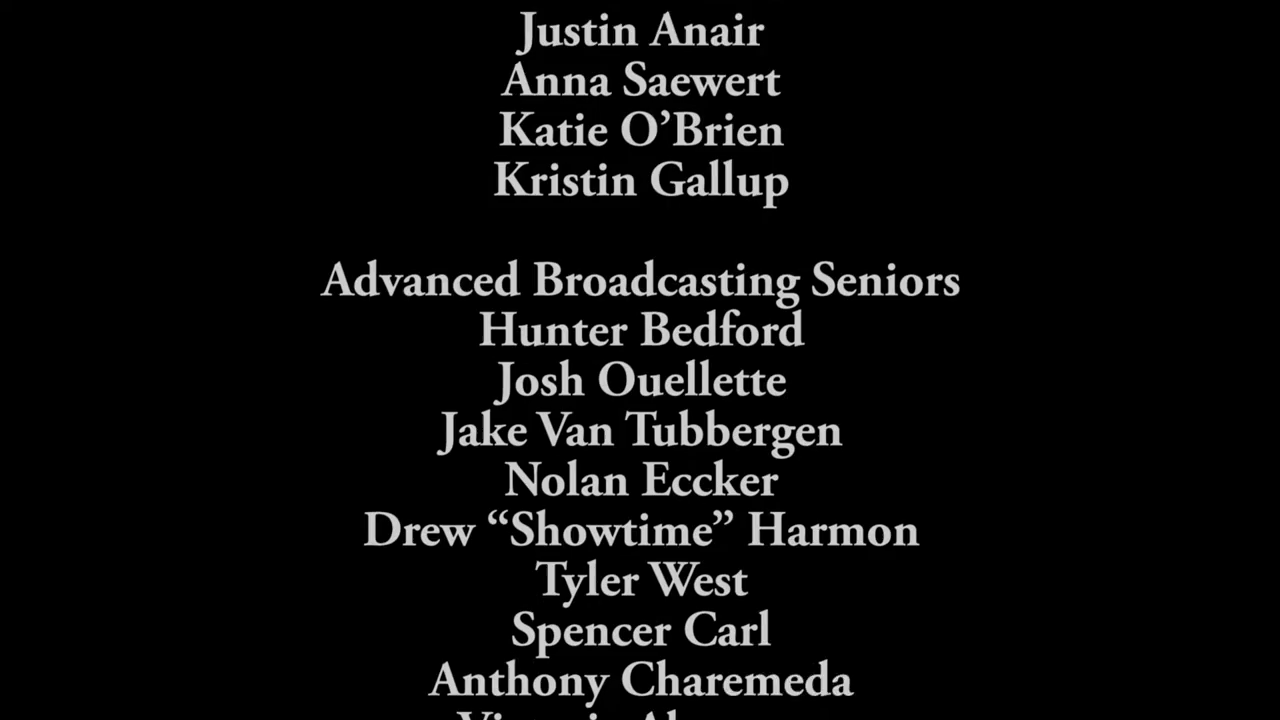 Justin Anair
Anna Saewert
Katie O’Brien
Kristin Gallup
Advanced Broadcasting Seniors
Hunter Bedford
Josh Ouellette
Jake Van Tubbergen
Nolan Eccker
Drew “Showtime” Harmon
Tyler West
Spencer Carl
Anthony Charemeda